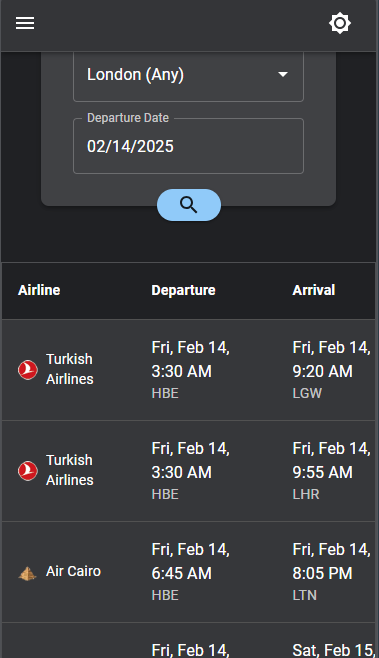 London (Any)
Departure Date
02/14/2025
Airline Departure Arrival
Turkish
Airlines
Fri, Feb 14,
3:30 AM
HBE
Fri, Feb 14,
9:20 AM
LGW
Turkish
Airlines
Fri, Feb 14,
3:30 AM
HBE
Fri, Feb 14,
9:55 AM
LHR
Air Cairo
Fri, Feb 14,
6:45 AM
HBE
Fri, Feb 14,
8:05 PM
LTN
Fri, Feb 14,
Sat, Feb 15,